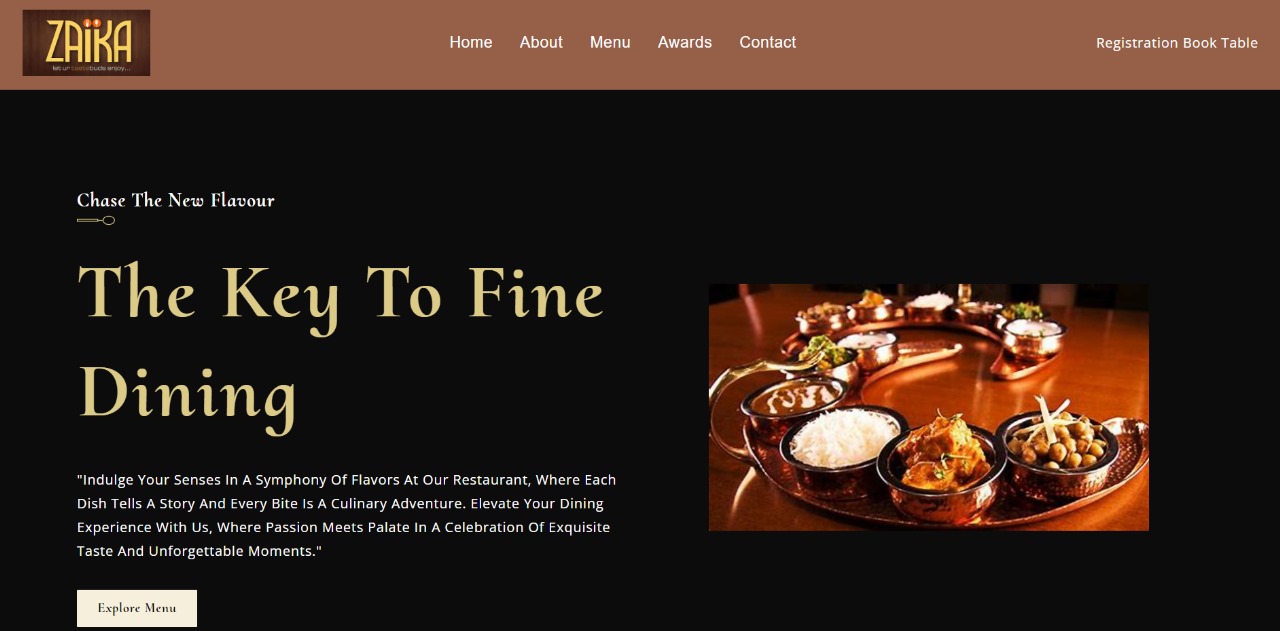 ZAIKA
let ur tastebuds enjoy...
Home About Menu Awards Contact
Registration Book Table
Chase The New Flavour
The Key To Fine
Dining
"Indulge Your Senses In A Symphony Of Flavors At Our Restaurant, Where Each
Dish Tells A Story And Every Bite Is A Culinary Adventure. Elevate Your Dining
Experience With Us, Where Passion Meets Palate In A Celebration Of Exquisite
Taste And Unforgettable Moments."
Explore Menu